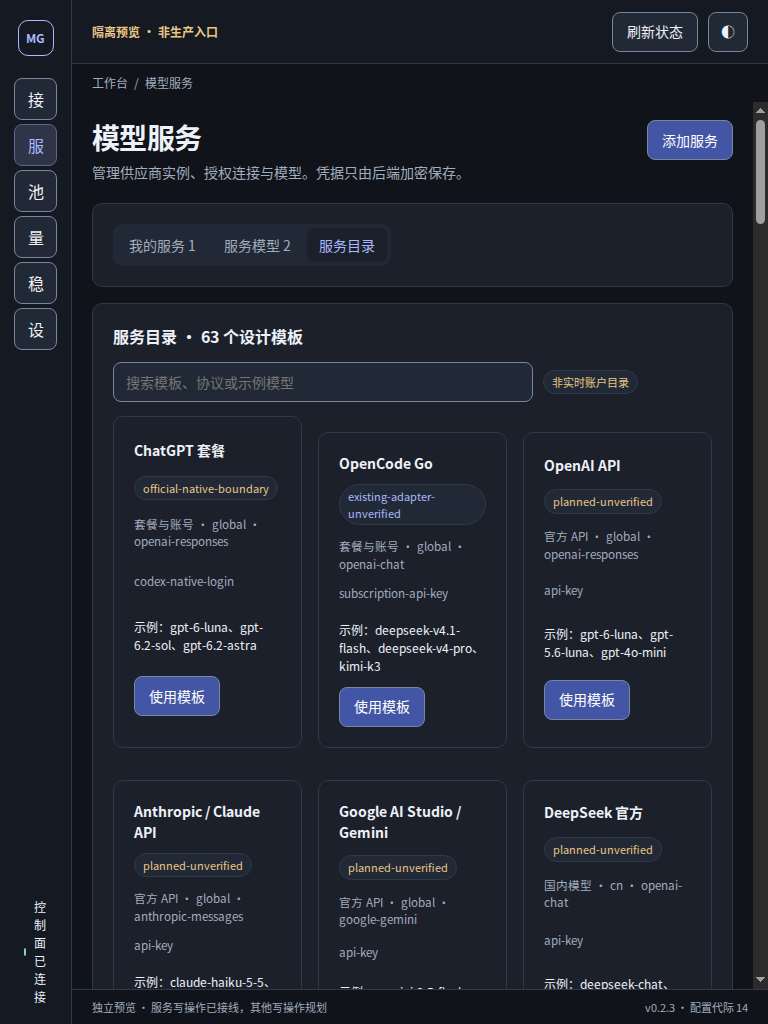 MG
接
服
池
量
稳
设
控
制
面
已
连
接
隔离预览 · 非生产入口
刷新状态
工作台 / 模型服务
模型服务
添加服务
管理供应商实例、授权连接与模型。凭据只由后端加密保存。
我的服务 1
服务模型 2
服务目录
服务目录 · 63 个设计模板
搜索模板、协议或示例模型
非实时账户目录
ChatGPT 套餐
official-native-boundary
套餐与账号 · global ·
openai-responses
codex-native-login
示例：gpt-6-luna、gpt-
6.2-sol、gpt-6.2-astra
使用模板
OpenCode Go
existing-adapter-
unverified
套餐与账号 · global ·
openai-chat
subscription-api-key
示例：deepseek-v4.1-
flash、deepseek-v4-pro、
kimi-k3
使用模板
OpenAI API
planned-unverified
官方 API · global ·
openai-responses
api-key
示例：gpt-6-luna、gpt-
5.6-luna、gpt-4o-mini
使用模板
Anthropic / Claude
API
planned-unverified
官方 API · global ·
anthropic-messages
api-key
示例：claude-haiku-5-5、
Google AI Studio /
Gemini
planned-unverified
官方 API · global ·
google-gemini
api-key
DeepSeek 官方
planned-unverified
国内模型 · cn · openai-
chat
api-key
示例：deepseek-chat、
独立预览 · 服务写操作已接线，其他写操作按规划
v0.2.3 · 配置代际 14